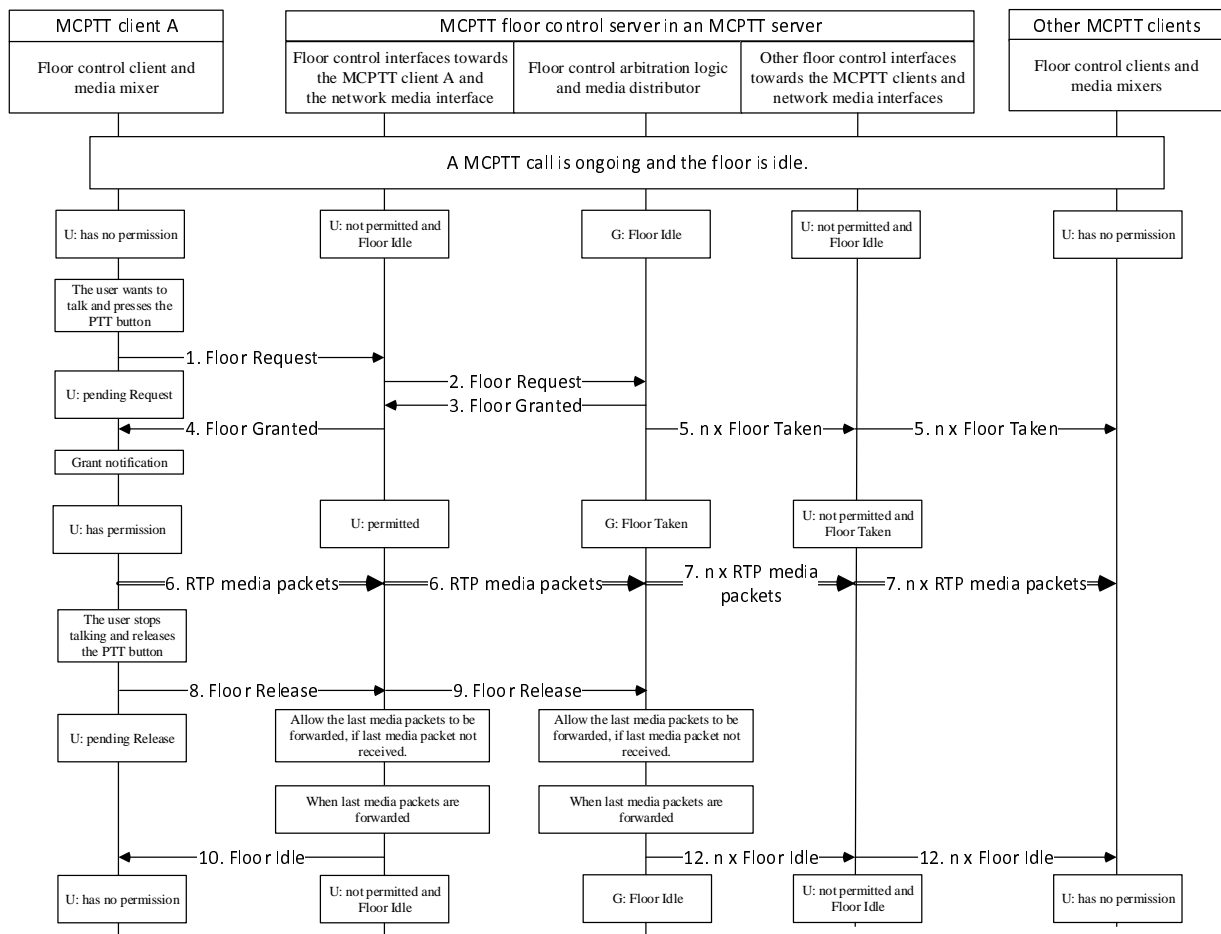 MCPTT client A
MCPTT floor control server in an MCPTT server
Other MCPTT clients
Floor control client and
media mixer
Floor control interfaces towards
the MCPTT client A and
the network media interface
Floor control arbitration logic
and media distributor
Other floor control interfaces
towards the MCPTT clients and
network media interfaces
Floor control clients and
media mixers
A MCPTT call is ongoing and the floor is idle.
U: has no permission
U: not permitted and
Floor Idle
G: Floor Idle
U: not permitted and
Floor Idle
U: has no permission
The user wants to
talk and presses the
PTT button
1. Floor Request
2. Floor Request
U: pending Request
3. Floor Granted
4. Floor Granted
5. n x Floor Taken
5. n x Floor Taken
Grant notification
U: has permission
U: permitted
G: Floor Taken
U: not permitted and
Floor Taken
6. RTP media packets
6. RTP media packets
7. n x RTP media
packets
7. n x RTP media packets
The user stops
talking and releases
the PTT button
8. Floor Release
9. Floor Release
U: pending Release
Allow the last media packets to be
forwarded, if last media packet not
received.
Allow the last media packets to be
forwarded, if last media packet not
received.
When last media packets are
forwarded
When last media packets are
forwarded
10. Floor Idle
12. n x Floor Idle
12. n x Floor Idle
U: has no permission
U: not permitted and
Floor Idle
G: Floor Idle
U: not permitted and
Floor Idle
U: has no permission